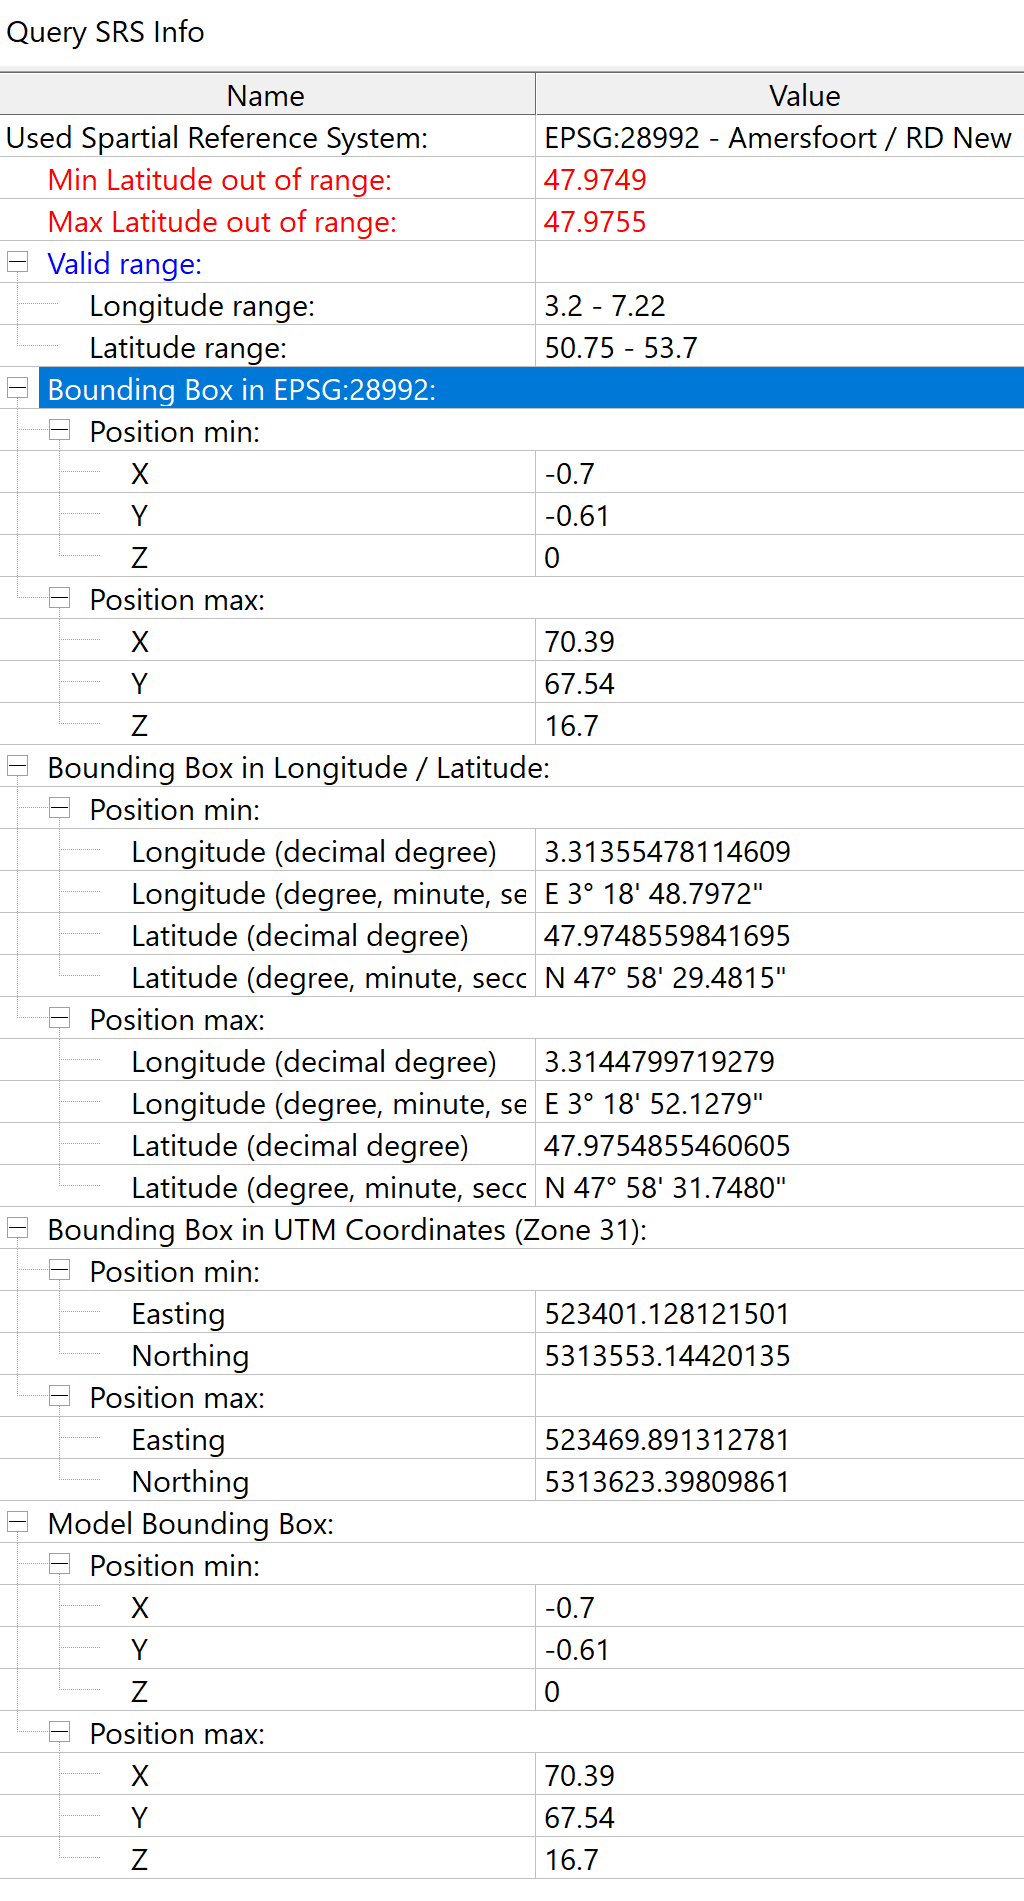 Query SRS Info
Name Value
Used Spartial Reference System: EPSG:28992 - Amersfoort / RD New
Min Latitude out of range: 47.9749
Max Latitude out of range: 47.9755
Valid range:
Longitude range: 3.2 - 7.22
Latitude range: 50.75 - 53.7
Bounding Box in EPSG:28992:
Position min:
X -0.7
Y -0.61
Z 0
Position max:
X 70.39
Y 67.54
Z 16.7
Bounding Box in Longitude / Latitude:
Position min:
Longitude (decimal degree) 3.31355478114609
Longitude (degree, minute, se E 3° 18' 48.7972"
Latitude (decimal degree) 47.9748559841695
Latitude (degree, minute, secc N 47° 58' 29.4815"
Position max:
Longitude (decimal degree) 3.3144799719279
Longitude (degree, minute, se E 3° 18' 52.1279"
Latitude (decimal degree) 47.9754855460605
Latitude (degree, minute, secc N 47° 58' 31.7480"
Bounding Box in UTM Coordinates (Zone 31):
Position min:
Easting 523401.128121501
Northing 5313553.14420135
Position max:
Easting 523469.891312781
Northing 5313623.39809861
Model Bounding Box:
Position min:
X -0.7
Y -0.61
Z 0
Position max:
X 70.39
Y 67.54
Z 16.7